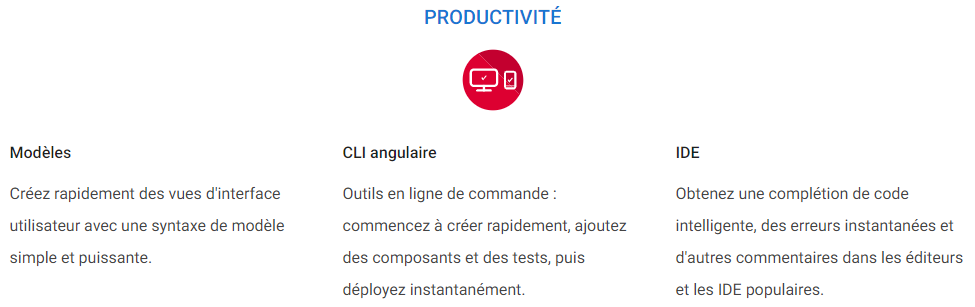 PRODUCTIVITÉ
Modèles
Créez rapidement des vues d'interface
utilisateur avec une syntaxe de modèle
simple et puissante.
CLI angulaire
Outils en ligne de commande :
commencez à créer rapidement, ajoutez
des composants et des tests, puis
déployez instantanément.
IDE
Obtenez une complétion de code
intelligente, des erreurs instantanées et
d'autres commentaires dans les éditeurs
et les IDE populaires.